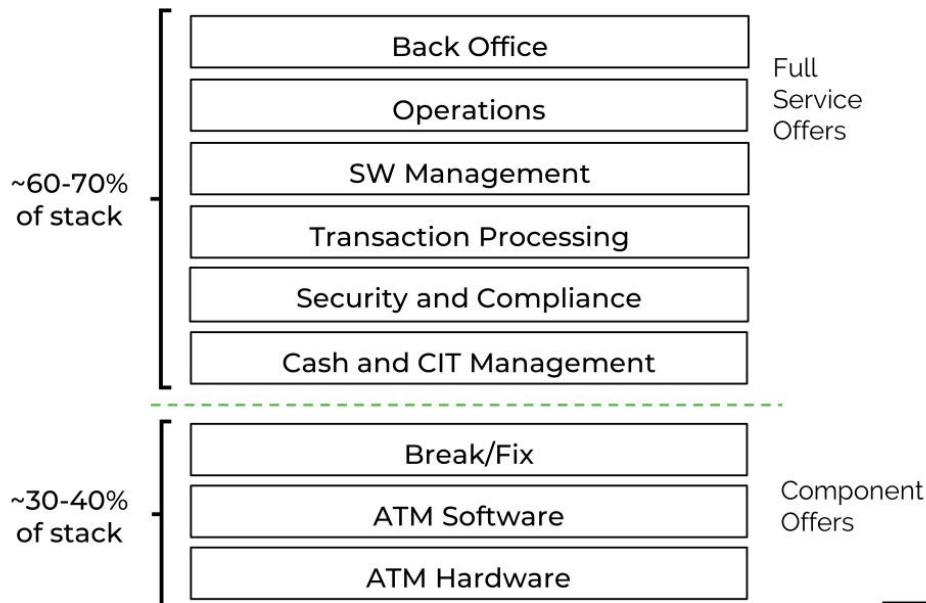 Back Office
Full
Service
Offers
Operations
SW Management
~60-70%
of stack
Transaction Processing
Security and Compliance
Cash and CIT Management
Break/Fix
~30-40%
of stack
ATM Software
Component
Offers
ATM Hardware